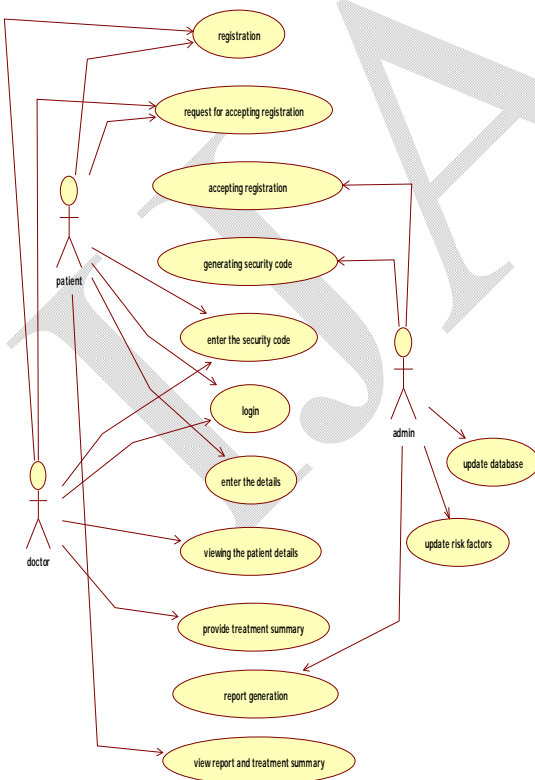 registration
request for accepting registration
accepting registration
generating security code
patient
enter the security code
login
admin
update database
enter the details
update risk factors
viewing the patient details
doctor
provide treatment summary
report generation
view report and treatment summary